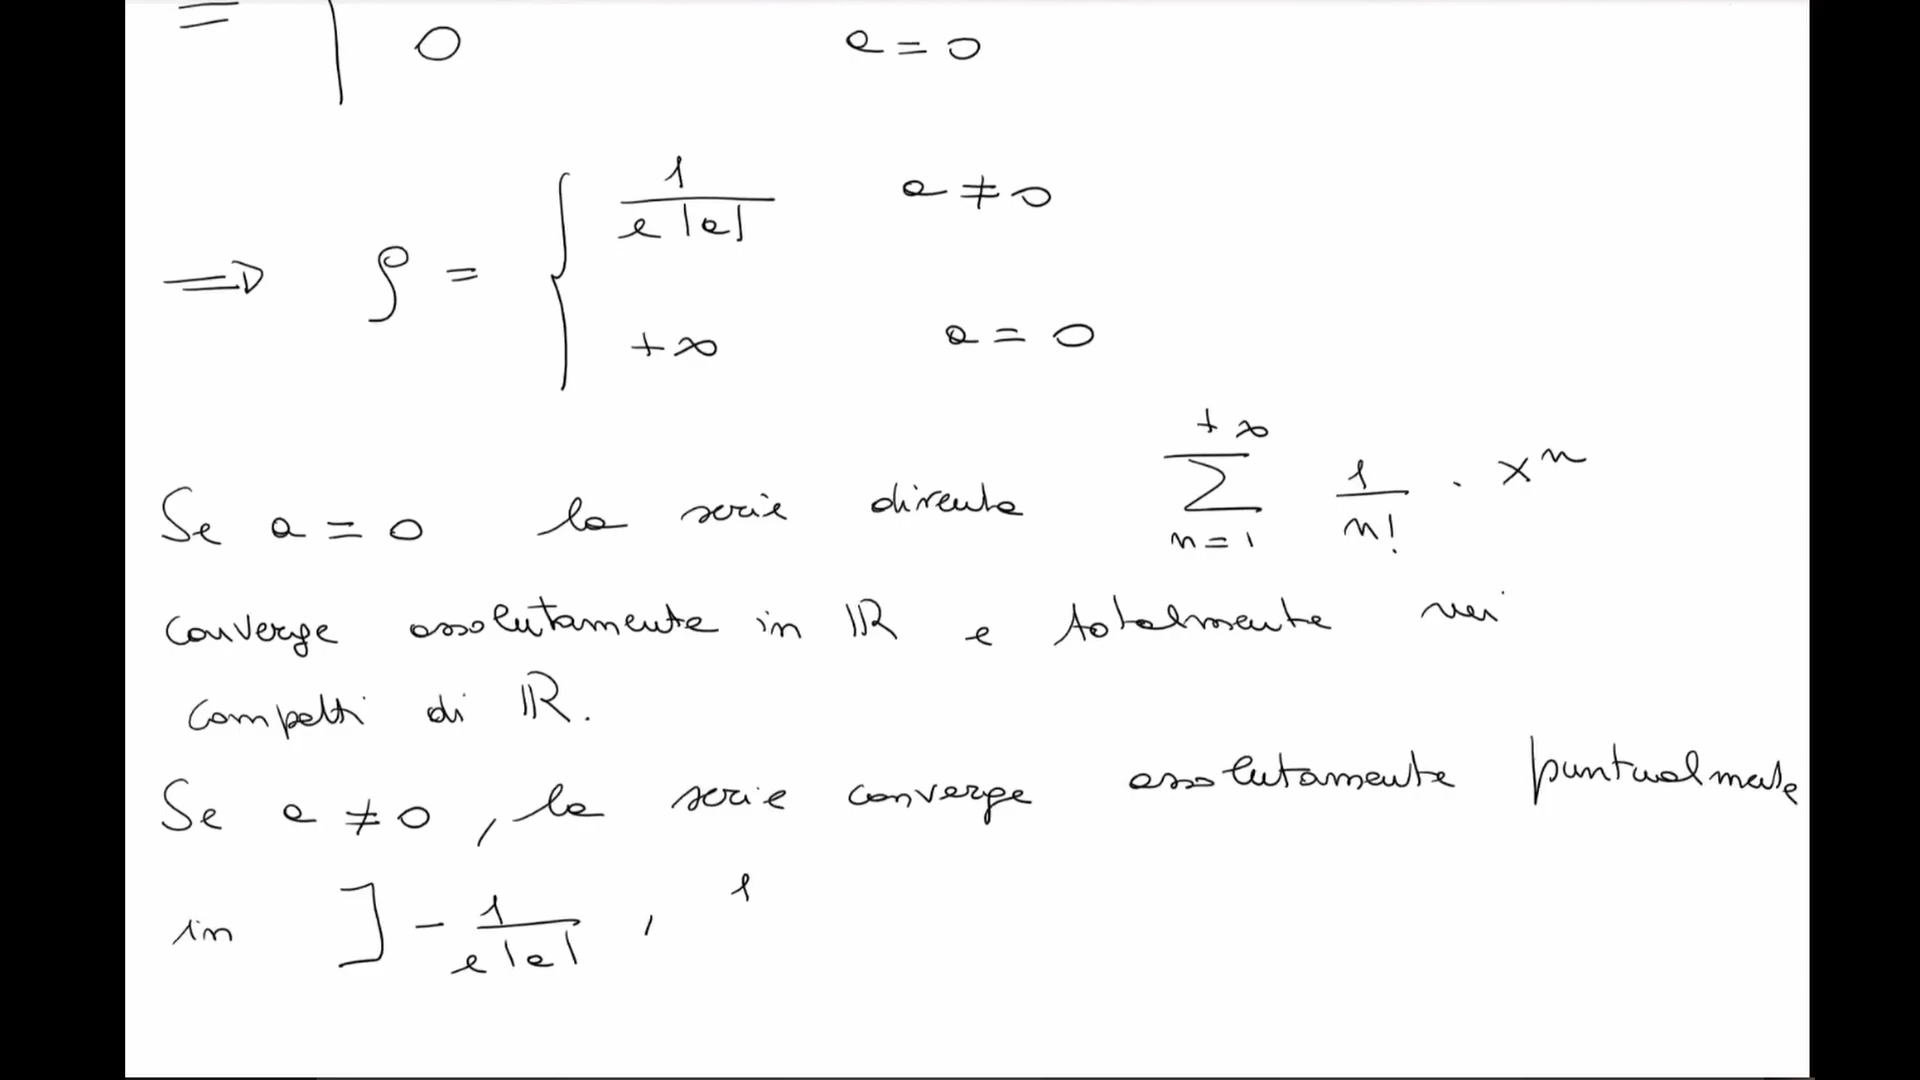 = | 0 a = 0
⟹ ρ = { 1/(e|a|) a ≠ 0
+∞ a = 0
Se a = 0 la serie diventa ∑_{n=1}^{+∞} 1/n! · x^n
converge assolutamente in ℝ e totalmente nei
compatti di ℝ.
Se a ≠ 0, la serie converge assolutamente puntualmente
in ]-1/(e|a|), 1